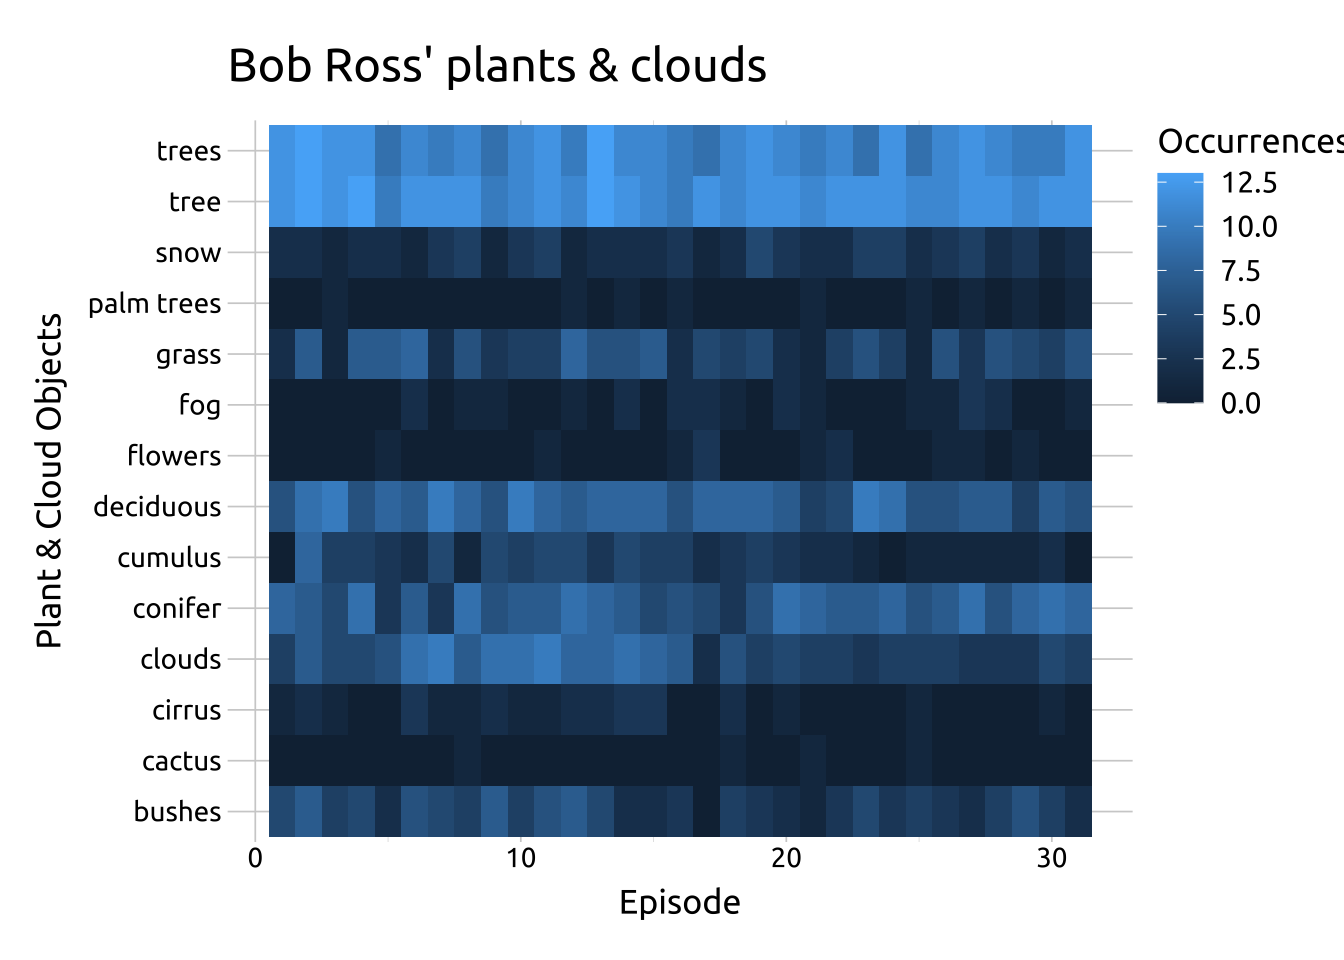 Bob Ross' plants & clouds
Plant & Cloud Objects
trees
tree
snow
palm trees
grass
fog
flowers
deciduous
cumulus
conifer
clouds
cirrus
cactus
bushes
0 10 20 30
Episode
Occurrences
12.5
10.0
7.5
5.0
2.5
0.0